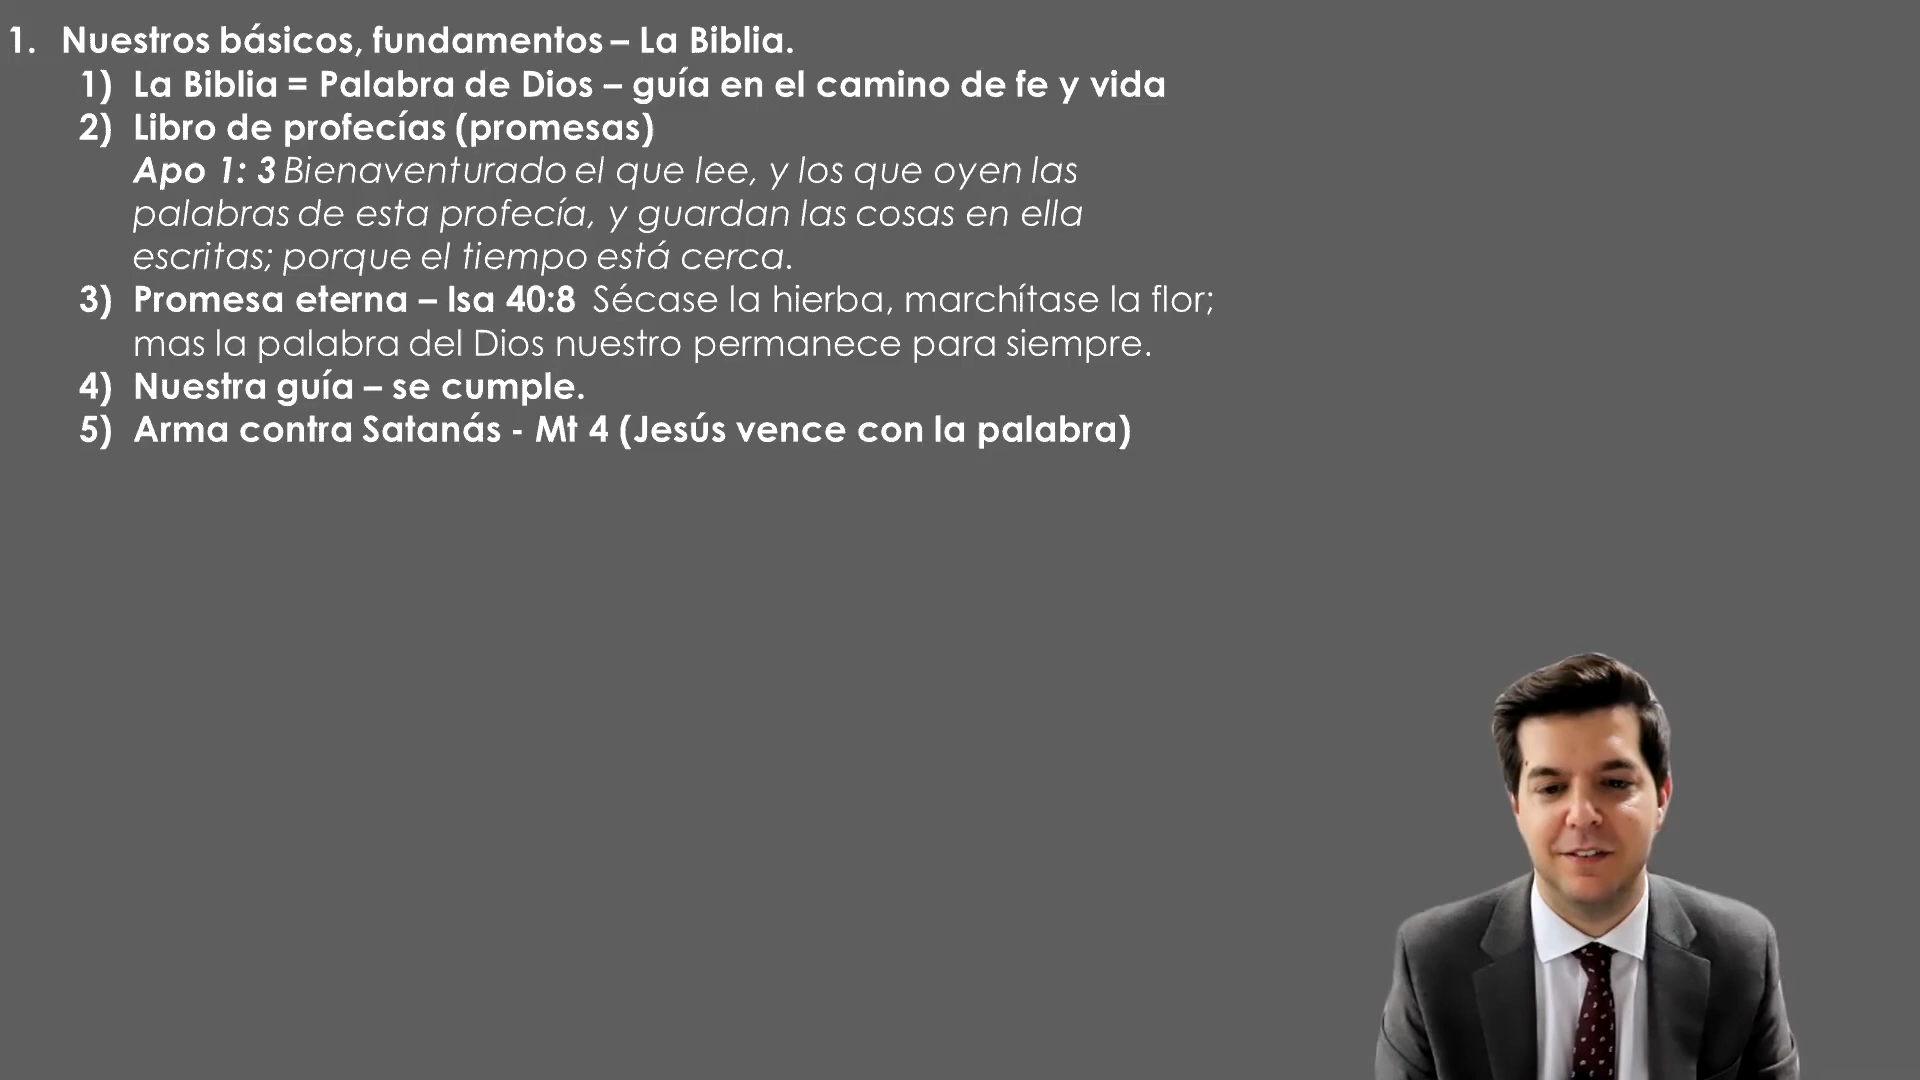 1. Nuestros básicos, fundamentos – La Biblia.
1) La Biblia = Palabra de Dios – guía en el camino de fe y vida
2) Libro de profecías (promesas)
Apo 1: 3 Bienaventurado el que lee, y los que oyen las
palabras de esta profecía, y guardan las cosas en ella
escritas; porque el tiempo está cerca.
3) Promesa eterna – Isa 40:8 Sécase la hierba, marchítase la flor;
mas la palabra del Dios nuestro permanece para siempre.
4) Nuestra guía – se cumple.
5) Arma contra Satanás - Mt 4 (Jesús vence con la palabra)